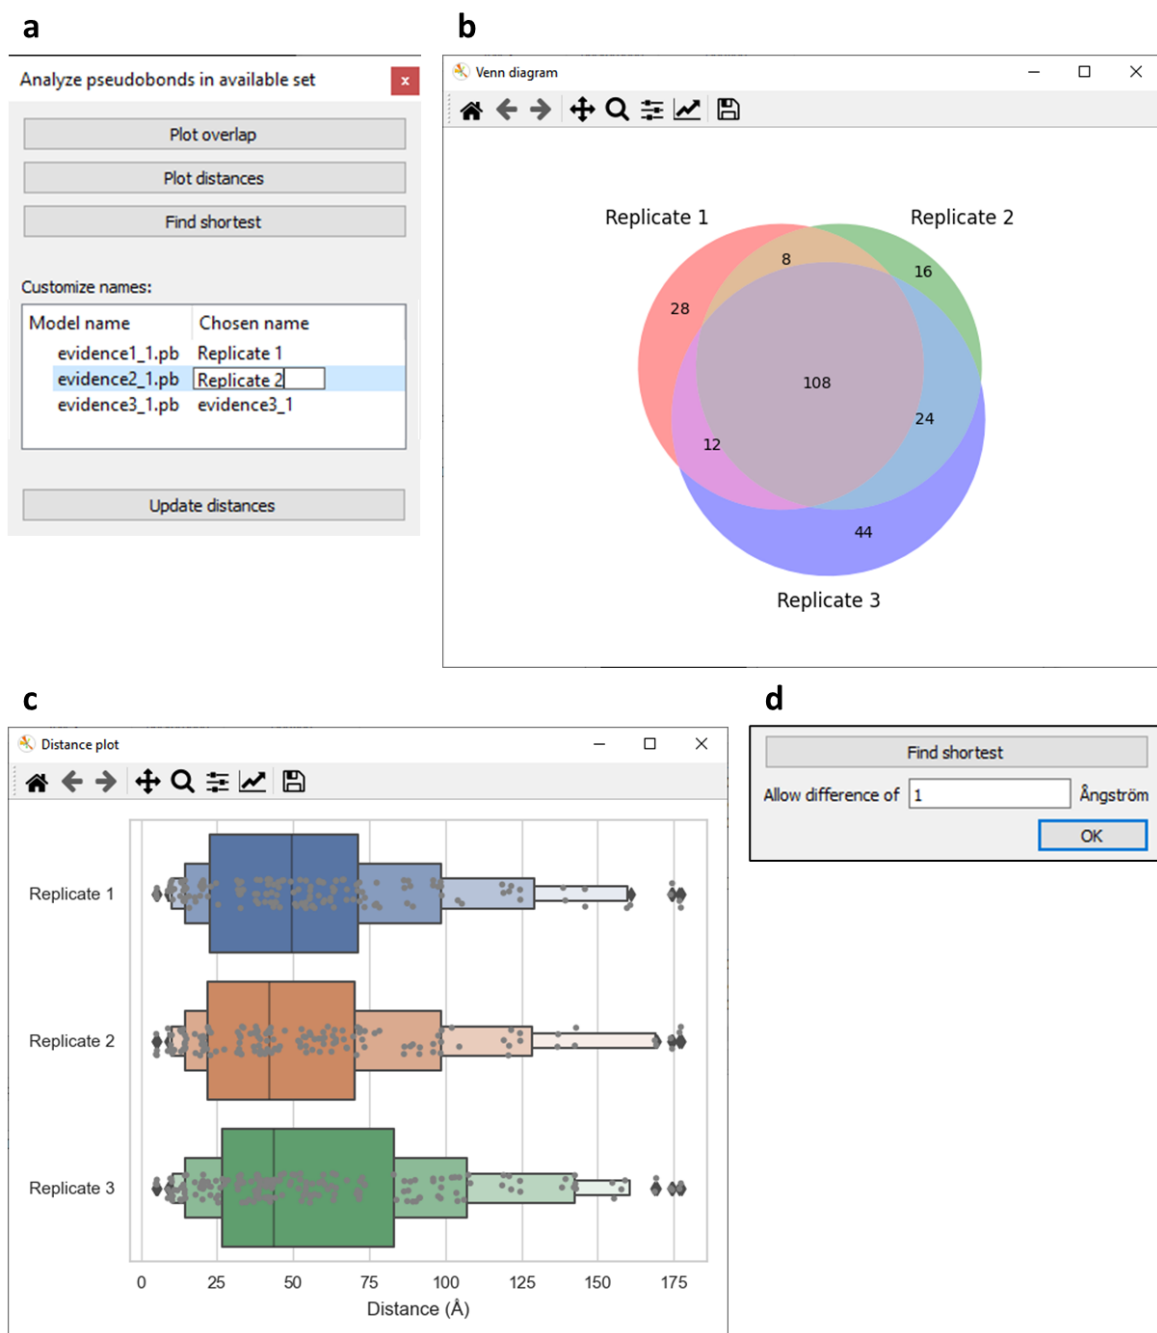 a
Analyze pseudobonds in available set
x
Plot overlap
Plot distances
Find shortest
Customize names:
Model name Chosen name
evidence1_1.pb Replicate 1
evidence2_1.pb Replicate 2
evidence3_1.pb evidence3_1
Update distances
b
Venn diagram
Replicate 1 Replicate 2
8
16
28
108
24
12
44
Replicate 3
c
Distance plot
Replicate 1
Replicate 2
Replicate 3
0 25 50 75 100 125 150 175
Distance (Å)
d
Find shortest
Allow difference of 1 Ångström
OK